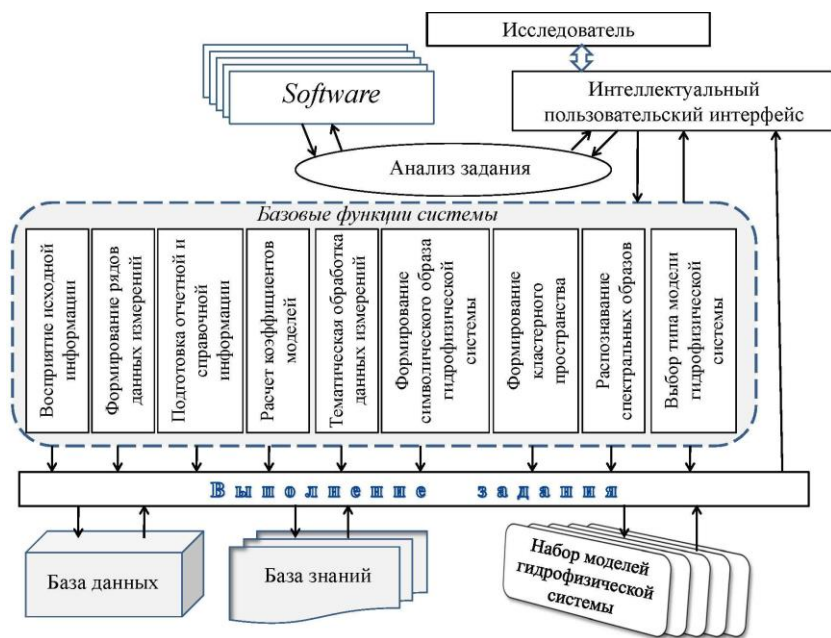 Исследователь
Software
Интеллектуальный
пользовательский интерфейс
Анализ задания
Базовые функции системы
Восприятие исходной
информации
Формирование рядов
данных измерений
Подготовка отчетной и
справочной информации
Расчет коэффициентов
моделей
Тематическая обработка
данных измерений
Формирование
символического образа
гидрофизической
системы
Формирование
кластерного
пространства
Распознавание
спектральных образов
Выбор типа модели
гидрофизической
системы
Выполнение задания
База данных
База знаний
Набор моделей
гидрофизической
системы